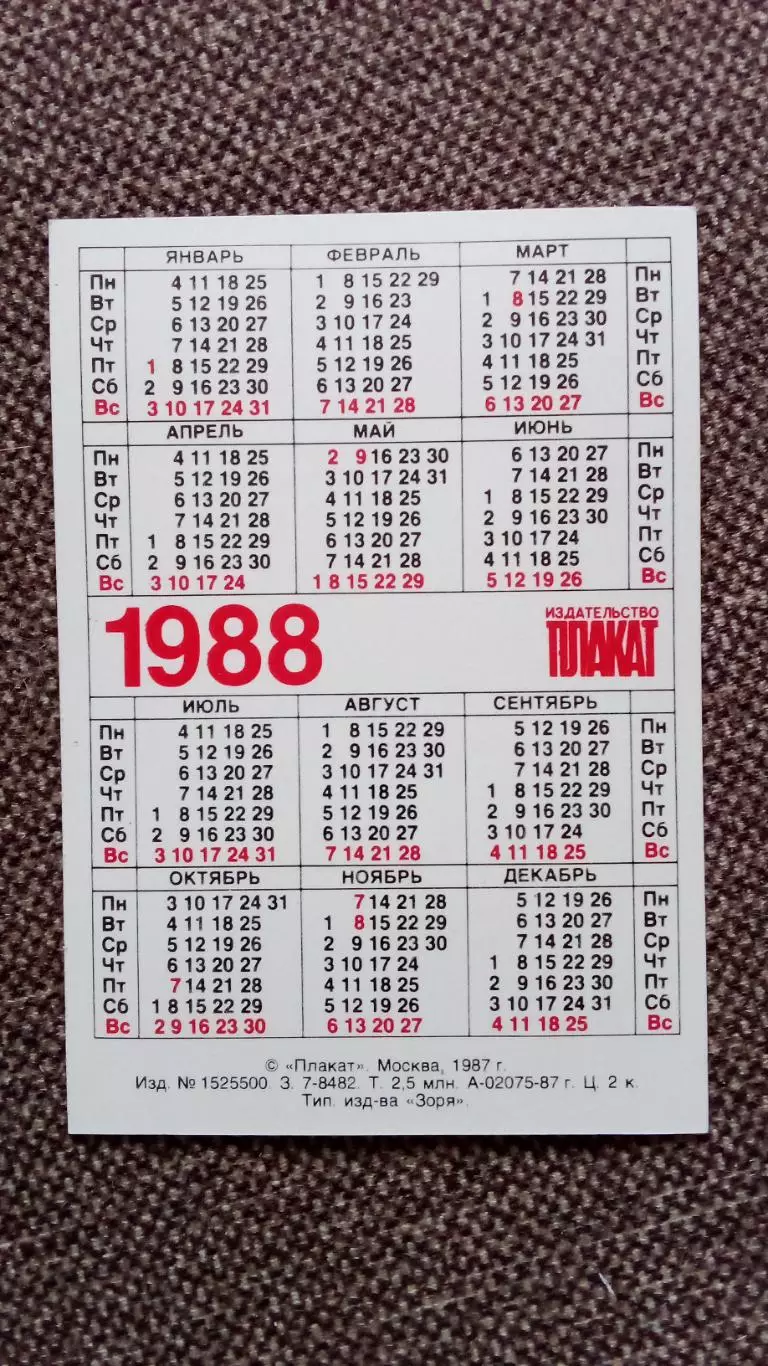 ЯНВАРЬ ФЕВРАЛЬ МАРТ
Пн 4 11 18 25 1 8 15 22 29 7 14 21 28 Пн
Вт 5 12 19 26 2 9 16 23 1 8 15 22 29 Вт
Ср 6 13 20 27 3 10 17 24 2 9 16 23 30 Ср
Чт 7 14 21 28 4 11 18 25 3 10 17 24 31 Чт
Пт 1 8 15 22 29 5 12 19 26 4 11 18 25 Пт
Сб 2 9 16 23 30 6 13 20 27 5 12 19 26 Сб
Вс 3 10 17 24 31 7 14 21 28 6 13 20 27 Вс
АПРЕЛЬ МАЙ ИЮНЬ
Пн 4 11 18 25 2 9 16 23 30 6 13 20 27 Пн
Вт 5 12 19 26 3 10 17 24 31 7 14 21 28 Вт
Ср 6 13 20 27 4 11 18 25 1 8 15 22 29 Ср
Чт 7 14 21 28 5 12 19 26 2 9 16 23 30 Чт
Пт 1 8 15 22 29 6 13 20 27 3 10 17 24 Пт
Сб 2 9 16 23 30 7 14 21 28 4 11 18 25 Сб
Вс 3 10 17 24 1 8 15 22 29 5 12 19 26 Вс
1988
ИЗДАТЕЛЬСТВО
ПЛАКАТ
ИЮЛЬ АВГУСТ СЕНТЯБРЬ
Пн 4 11 18 25 1 8 15 22 29 5 12 19 26 Пн
Вт 5 12 19 26 2 9 16 23 30 6 13 20 27 Вт
Ср 6 13 20 27 3 10 17 24 31 7 14 21 28 Ср
Чт 7 14 21 28 4 11 18 25 1 8 15 22 29 Чт
Пт 1 8 15 22 29 5 12 19 26 2 9 16 23 30 Пт
Сб 2 9 16 23 30 6 13 20 27 3 10 17 24 Сб
Вс 3 10 17 24 31 7 14 21 28 4 11 18 25 Вс
ОКТЯБРЬ НОЯБРЬ ДЕКАБРЬ
Пн 3 10 17 24 31 7 14 21 28 5 12 19 26 Пн
Вт 4 11 18 25 1 8 15 22 29 6 13 20 27 Вт
Ср 5 12 19 26 2 9 16 23 30 7 14 21 28 Ср
Чт 6 13 20 27 3 10 17 24 1 8 15 22 29 Чт
Пт 7 14 21 28 4 11 18 25 2 9 16 23 30 Пт
Сб 1 8 15 22 29 5 12 19 26 3 10 17 24 31 Сб
Вс 2 9 16 23 30 6 13 20 27 4 11 18 25 Вс
© «Плакат». Москва, 1987 г.
Изд. № 1525500. З. 7-8482. Т. 2,5 млн. А-02075-87 г. Ц. 2 к.
Тип. изд-ва «Зоря».